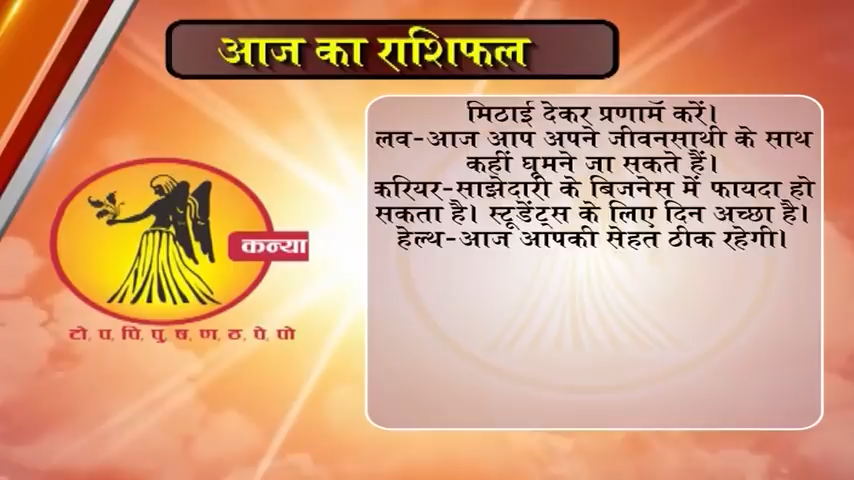 आज का राशिफल
मिठाई देकर प्रणामॅ करें।
लव-आज आप अपने जीवनसाथी के साथ
कहीं घूमने जा सकते हैं।
करियर-साझेदारी के बिजनेस में फायदा हो
सकता है। स्टूडेंट्स के लिए दिन अच्छा है।
हेल्थ-आज आपकी सेहत ठीक रहेगी।
कन्या
टो, प, पि, पु, ष, ण, ठ, पे, पो